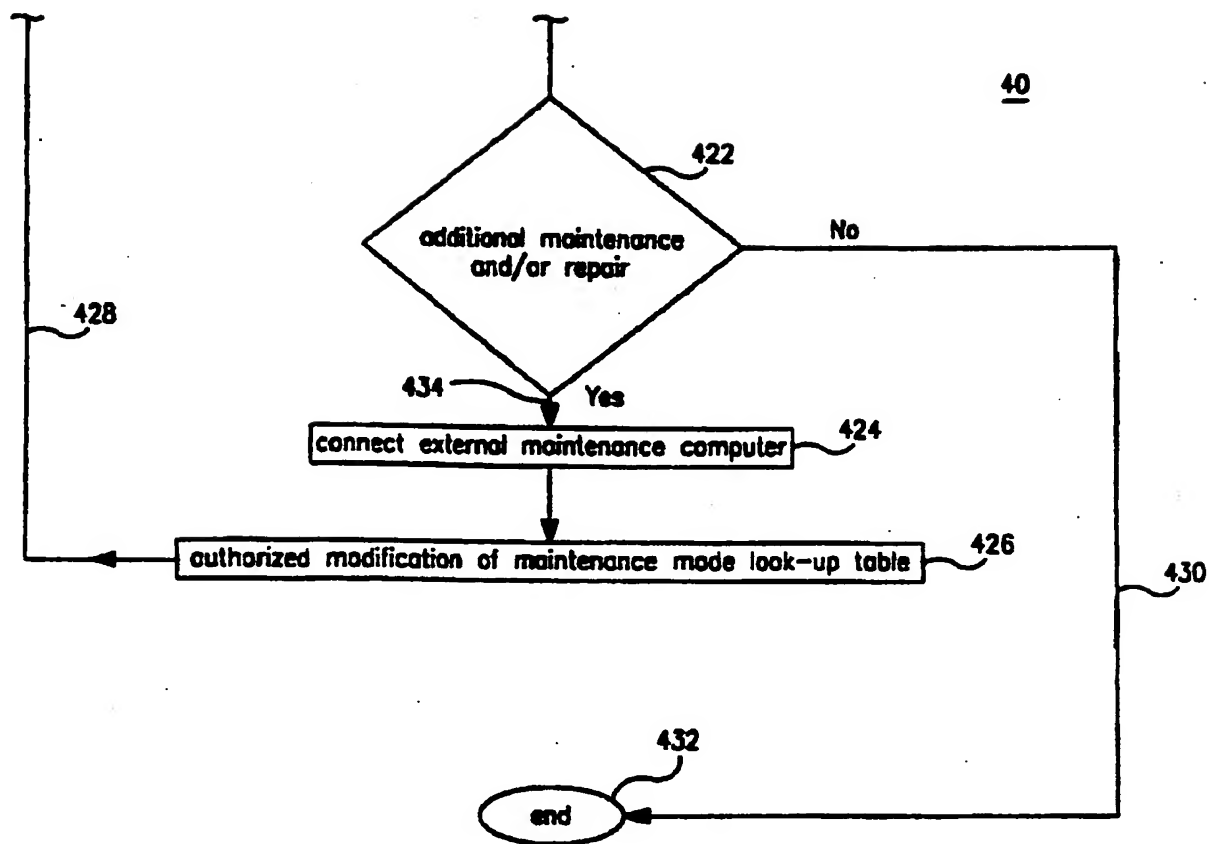 40
422
additional maintenance
and/or repair
No
428
434
Yes
connect external maintenance computer
424
authorized modification of maintenance mode look-up table
426
430
432
end